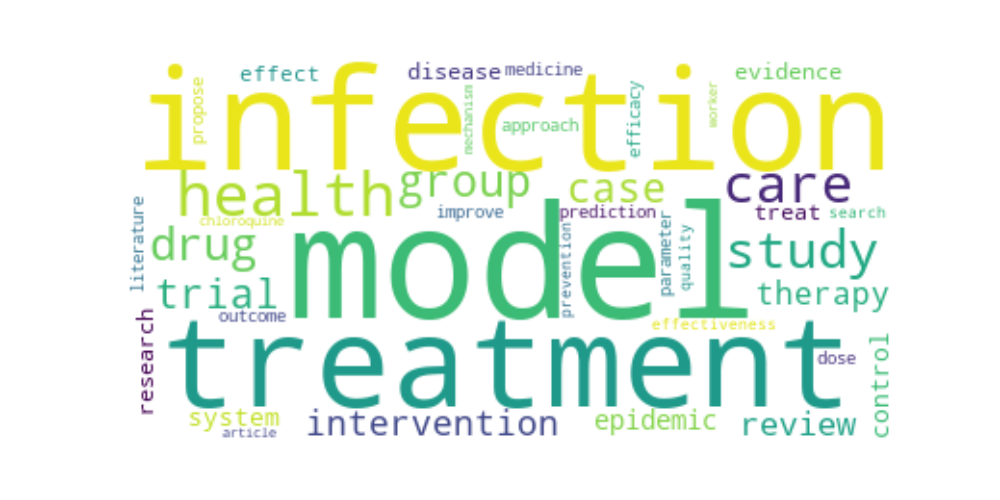 infection
effect
disease
medicine
evidence
propose
mechanism
approach
efficacy
worker
health
group
case
care
literature
chloroquine
improve
prediction
treat
search
drug
model
prevention
parameter
quality
study
trial
therapy
research
outcome
effectiveness
treatment
dose
control
system
article
intervention
epidemic
review